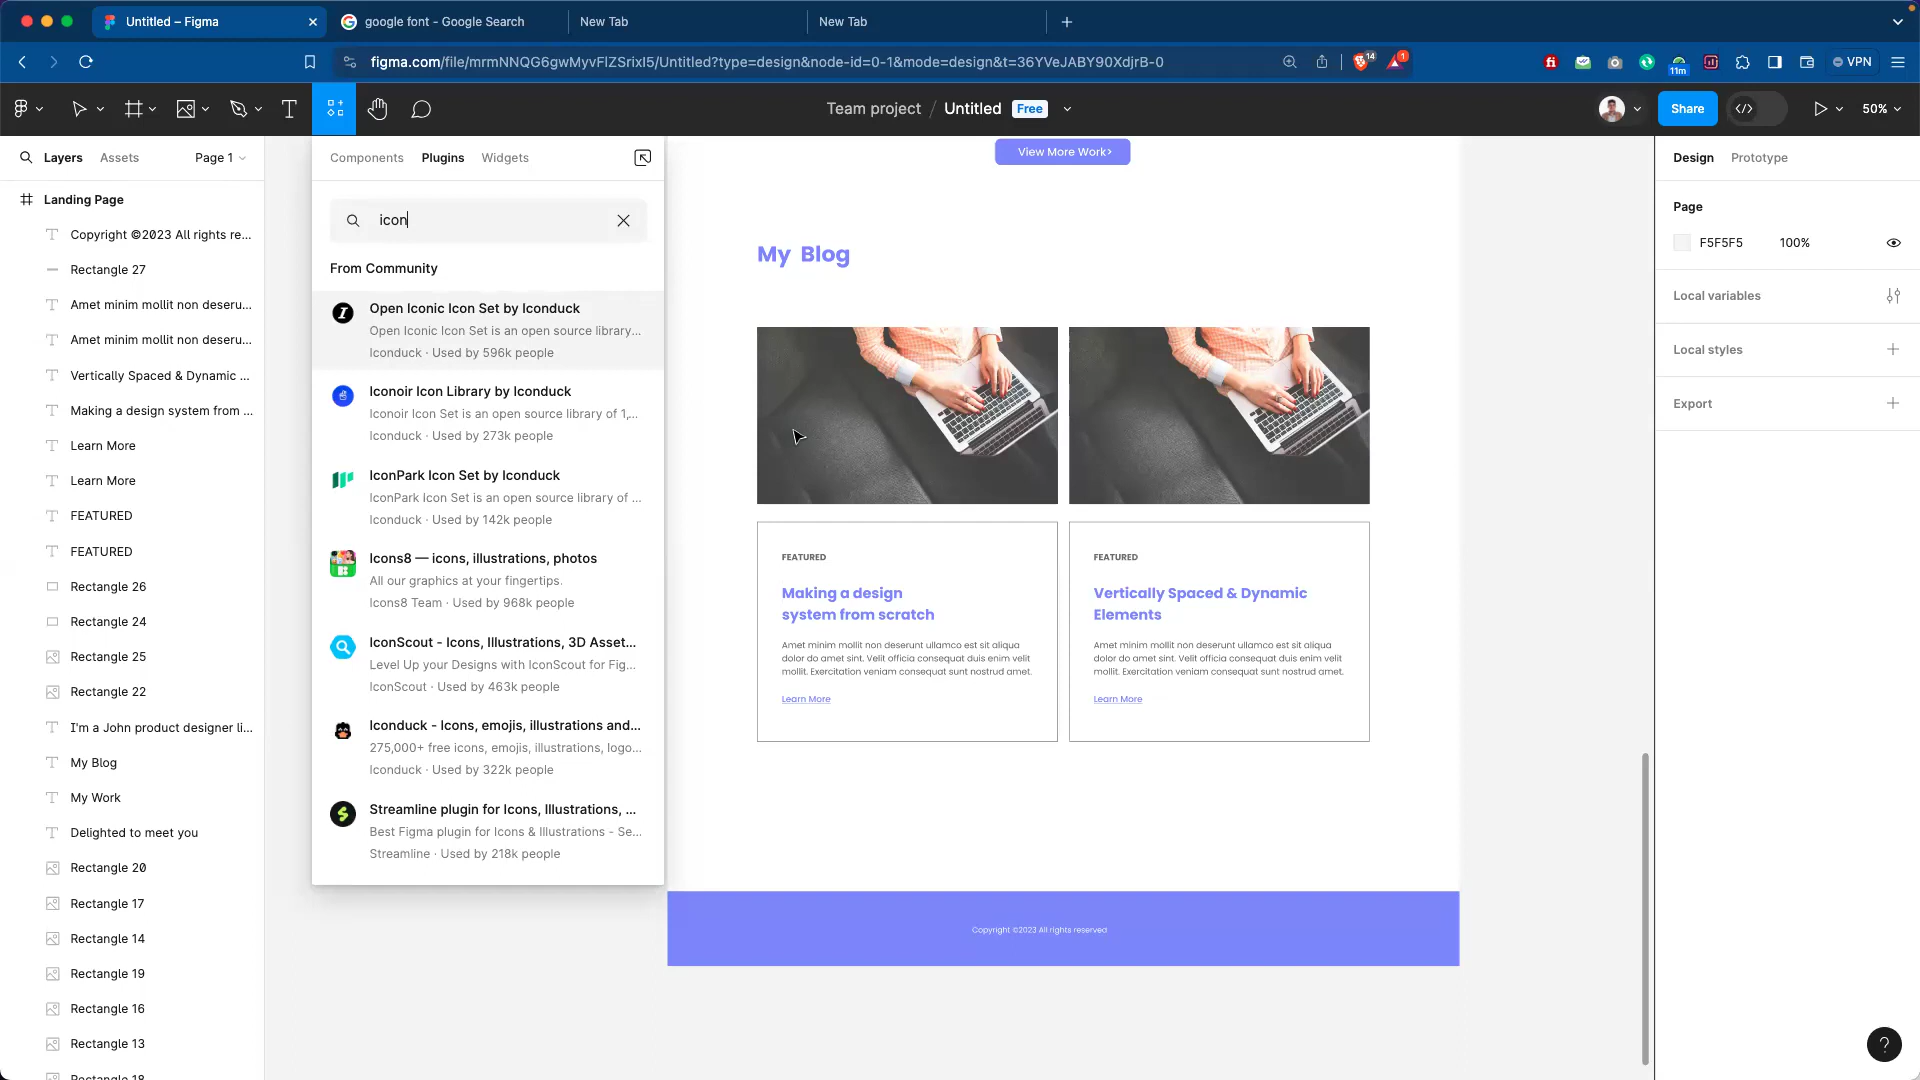 Untitled – Figma
google font - Google Search
New Tab
New Tab
figma.com/file/mrmNNQG6gwMyvFlZSrixI5/Untitled?type=design&node-id=0-1&mode=design&t=36YVeJABY90XdjrB-0
14
1
11m
VPN
Team project / Untitled
Free
Share
50%
Layers
Assets
Page 1
Landing Page
Copyright ©2023 All rights re...
Rectangle 27
Amet minim mollit non deseru...
Amet minim mollit non deseru...
Vertically Spaced & Dynamic ...
Making a design system from ...
Learn More
Learn More
FEATURED
FEATURED
Rectangle 26
Rectangle 24
Rectangle 25
Rectangle 22
I'm a John product designer li...
My Blog
My Work
Delighted to meet you
Rectangle 20
Rectangle 17
Rectangle 14
Rectangle 19
Rectangle 16
Rectangle 13
Rectangle 18
Components
Plugins
Widgets
icon
From Community
Open Iconic Icon Set by Iconduck
Open Iconic Icon Set is an open source library...
Iconduck · Used by 596k people
Iconoir Icon Library by Iconduck
Iconoir Icon Set is an open source library of 1,...
Iconduck · Used by 273k people
IconPark Icon Set by Iconduck
IconPark Icon Set is an open source library of ...
Iconduck · Used by 142k people
Icons8 — icons, illustrations, photos
All our graphics at your fingertips.
Icons8 Team · Used by 968k people
IconScout - Icons, Illustrations, 3D Asset...
Level Up your Designs with IconScout for Fig...
IconScout · Used by 463k people
Iconduck - Icons, emojis, illustrations and...
275,000+ free icons, emojis, illustrations, logo...
Iconduck · Used by 322k people
Streamline plugin for Icons, Illustrations, ...
Best Figma plugin for Icons & Illustrations - Se...
Streamline · Used by 218k people
View More Work>
My Blog
FEATURED
Making a design
system from scratch
Amet minim mollit non deserunt ullamco est sit aliqua
dolor do amet sint. Velit officia consequat duis enim velit
mollit. Exercitation veniam consequat sunt nostrud amet.
Learn More
FEATURED
Vertically Spaced & Dynamic
Elements
Amet minim mollit non deserunt ullamco est sit aliqua
dolor do amet sint. Velit officia consequat duis enim velit
mollit. Exercitation veniam consequat sunt nostrud amet.
Learn More
Copyright ©2023 All rights reserved
Design
Prototype
Page
F5F5F5
100%
Local variables
Local styles
Export
?